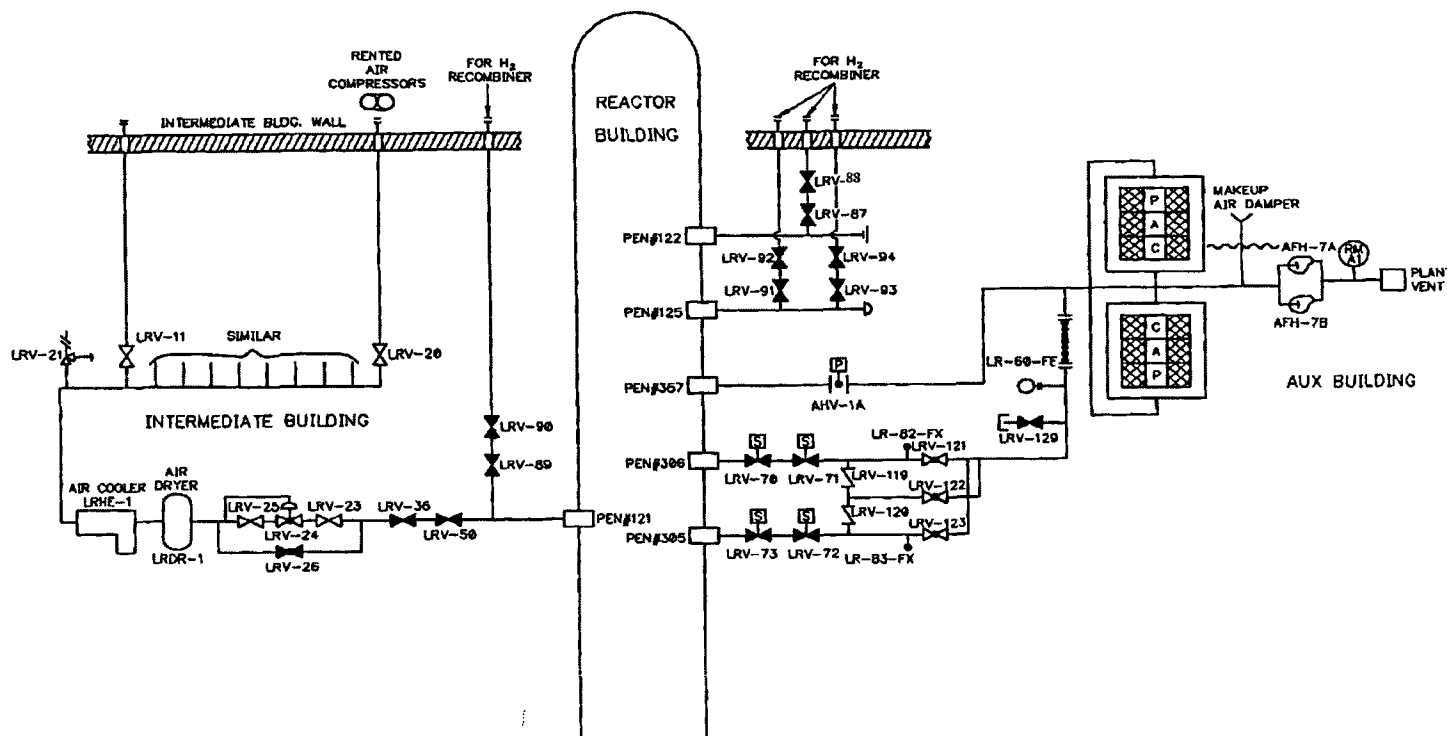 RENTED
AIR
COMPRESSORS
FOR H2
RECOMBINER
INTERMEDIATE BLDG. WALL
REACTOR
BUILDING
FOR H2
RECOMBINER
LRV-88
LRV-87
PEN#122
LRV-92
LRV-94
LRV-91
LRV-93
PEN#125
P
A
C
MAKEUP
AIR DAMPER
AFH-7A
RM
A1
PLANT
VENT
AFH-7B
C
A
P
AUX BUILDING
LRV-21
LRV-11
SIMILAR
LRV-20
INTERMEDIATE BUILDING
LRV-90
LRV-89
PEN#367
P
AHV-1A
LR-60-FE
LRV-129
PEN#306
S
S
LRV-70
LRV-71
LR-82-FX
LRV-121
LRV-119
LRV-122
LRV-120
LRV-123
PEN#305
S
S
LRV-73
LRV-72
LR-83-FX
AIR COOLER
LRHE-1
AIR
DRYER
LRDR-1
LRV-25
LRV-23
LRV-24
LRV-26
LRV-36
LRV-50
PEN#121